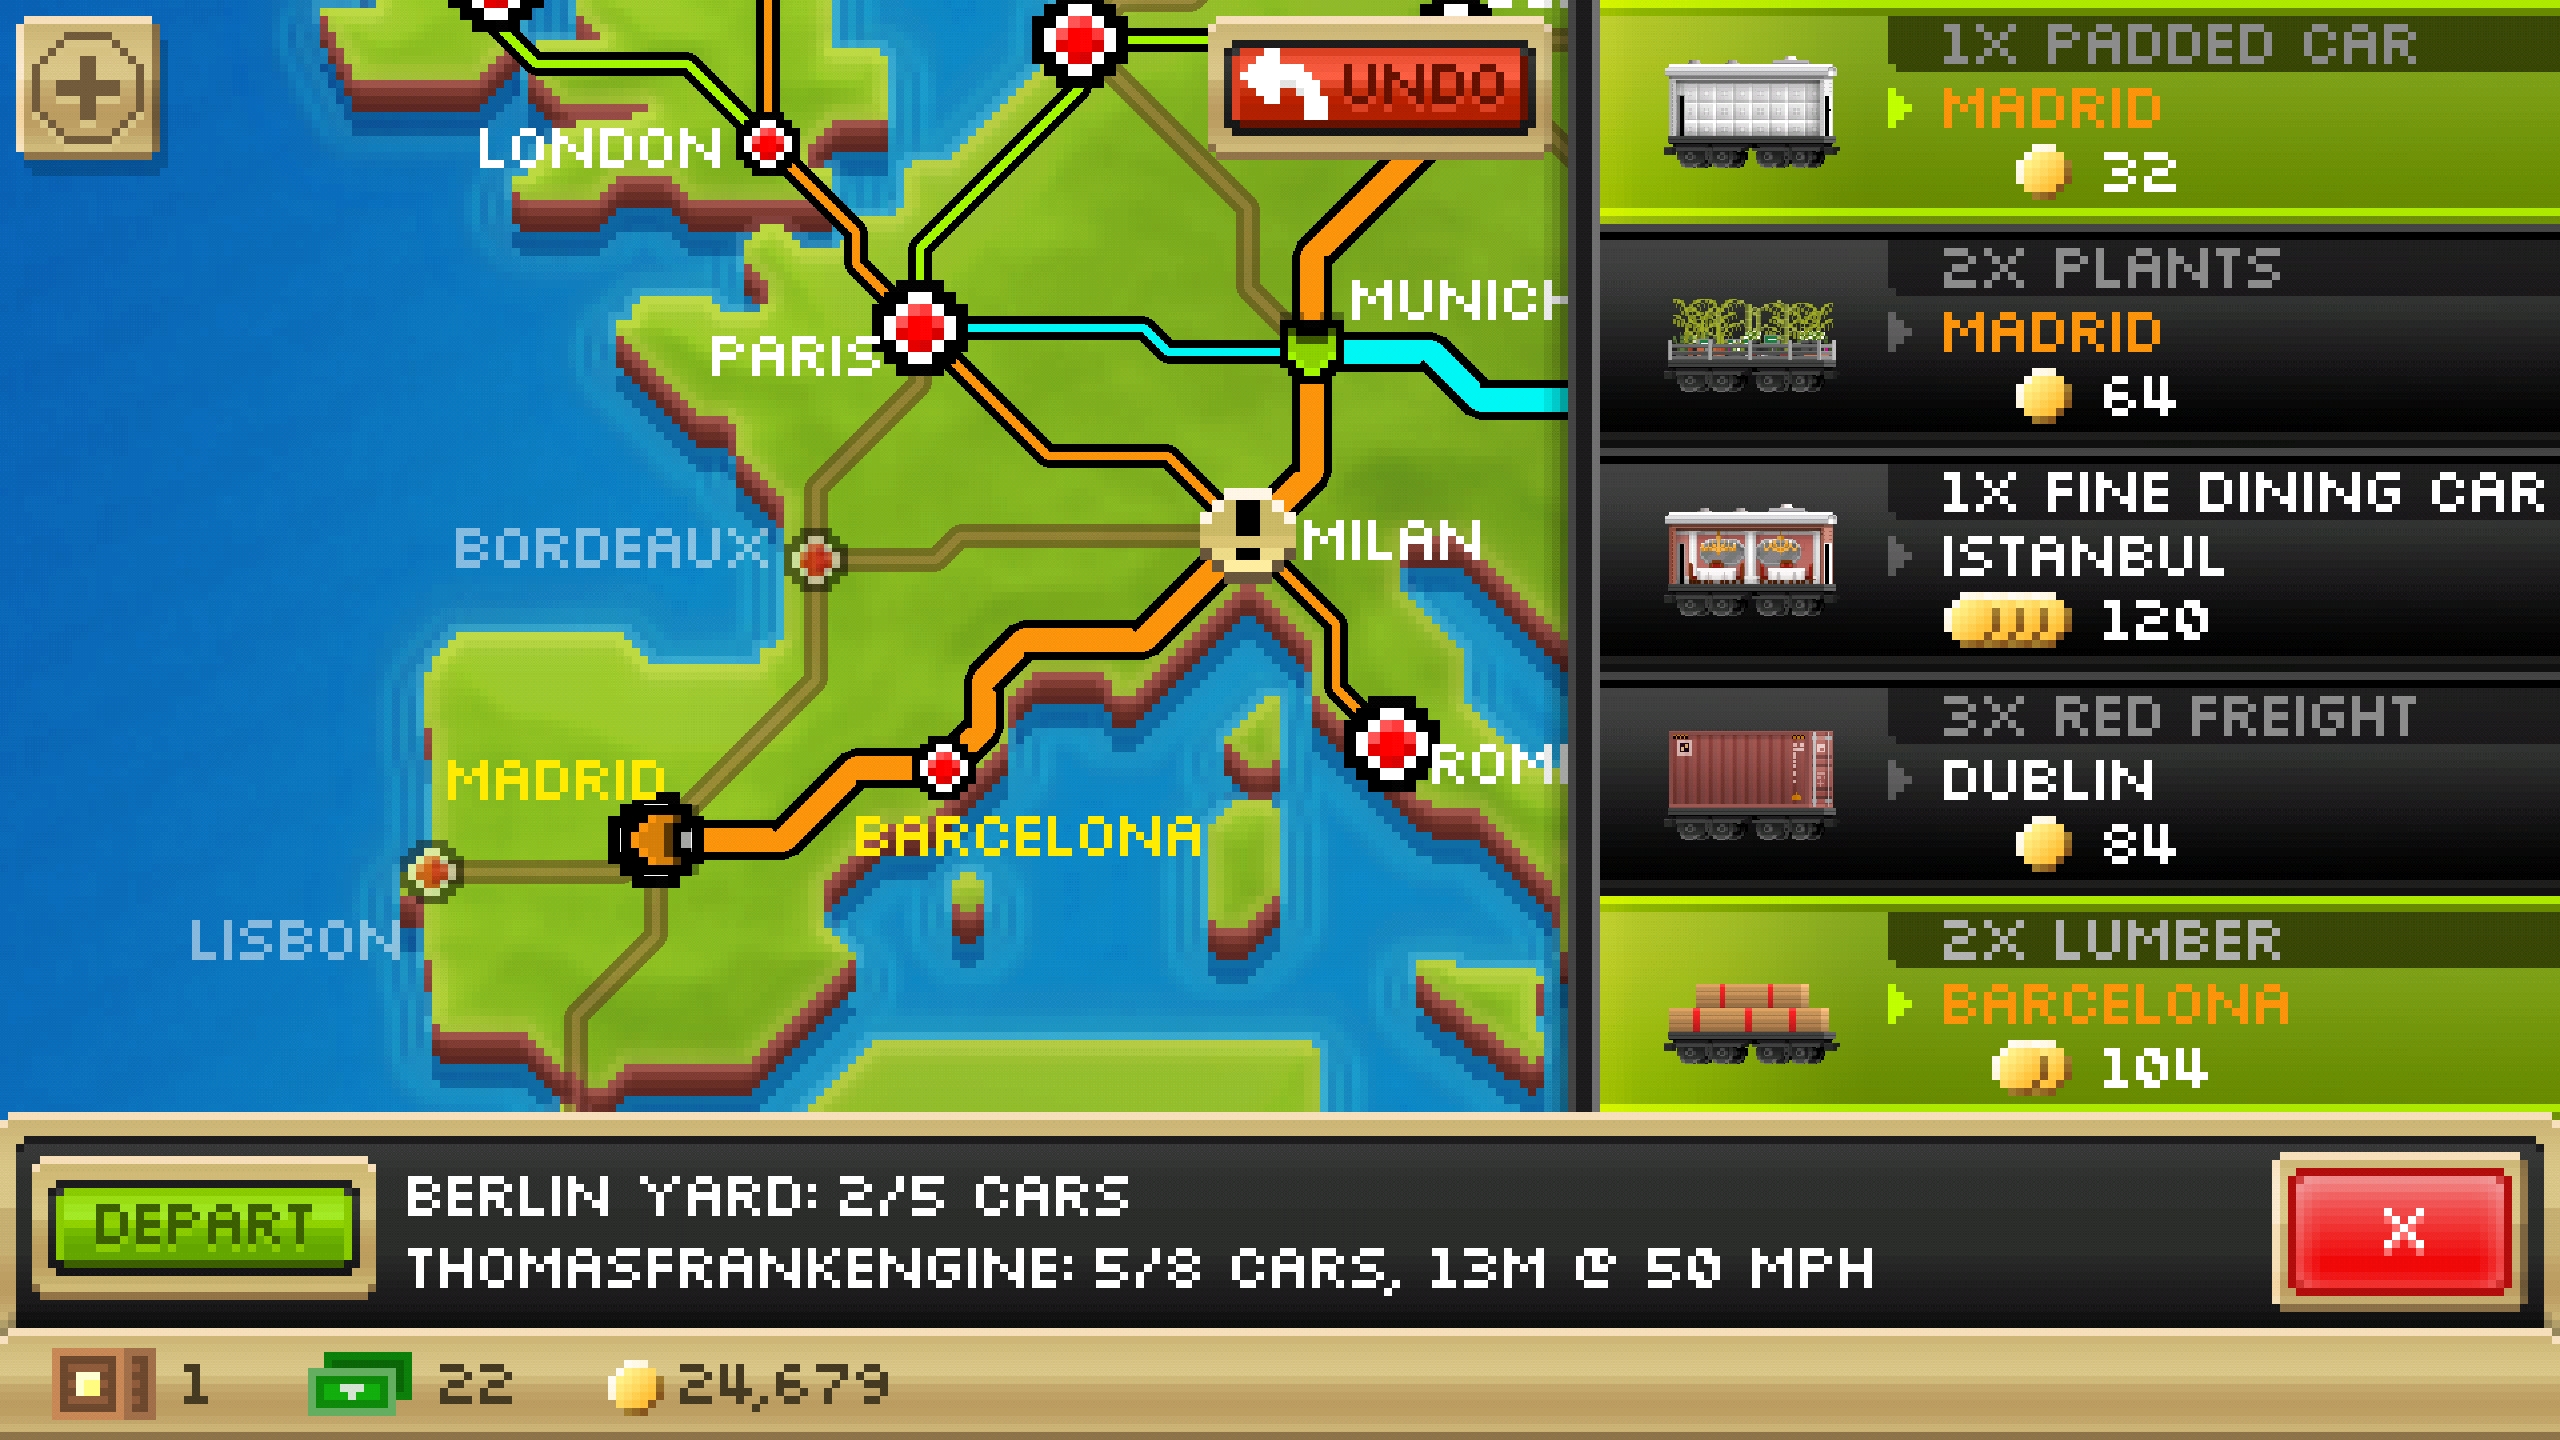 UNDO
LONDON
MUNICH
PARIS
BORDEAUX
MILAN
MADRID
ROM
BARCELONA
LISBON
1X PADDED CAR
MADRID
32
2X PLANTS
MADRID
64
1X FINE DINING CAR
ISTANBUL
120
3X RED FREIGHT
DUBLIN
84
2X LUMBER
BARCELONA
104
DEPART
BERLIN YARD: 2/5 CARS
THOMASFRANKENGINE: 5/8 CARS, 13M @ 50 MPH
X
1
22
24,679